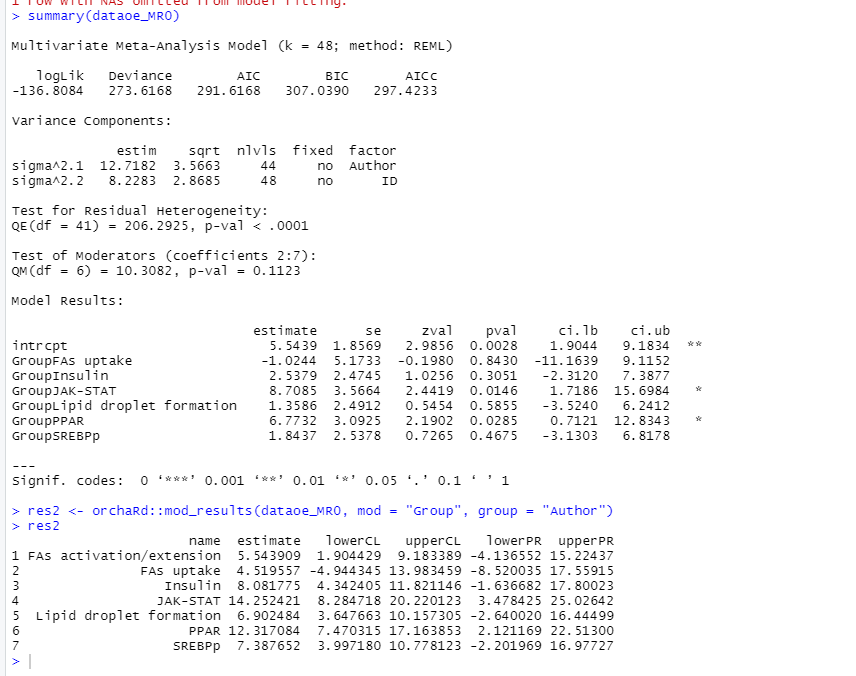 1 row with NAs omitted from model fitting.
> summary(dataoe_MR0)
Multivariate Meta-Analysis Model (k = 48; method: REML)
logLik Deviance AIC BIC AICc
-136.8084 273.6168 291.6168 307.0390 297.4233
Variance Components:
estim sqrt nlvls fixed factor
sigma^2.1 12.7182 3.5663 44 no Author
sigma^2.2 8.2283 2.8685 48 no ID
Test for Residual Heterogeneity:
QE(df = 41) = 206.2925, p-val < .0001
Test of Moderators (coefficients 2:7):
QM(df = 6) = 10.3082, p-val = 0.1123
Model Results:
estimate se zval pval ci.lb ci.ub
intrcpt 5.5439 1.8569 2.9856 0.0028 1.9044 9.1834 **
GroupFAs uptake -1.0244 5.1733 -0.1980 0.8430 -11.1639 9.1152
GroupInsulin 2.5379 2.4745 1.0256 0.3051 -2.3120 7.3877
GroupJAK-STAT 8.7085 3.5664 2.4419 0.0146 1.7186 15.6984 *
GroupLipid droplet formation 1.3586 2.4912 0.5454 0.5855 -3.5240 6.2412
GroupPPAR 6.7732 3.0925 2.1902 0.0285 0.7121 12.8343 *
GroupSREBPp 1.8437 2.5378 0.7265 0.4675 -3.1303 6.8178
---
Signif. codes: 0 ‘***’ 0.001 ‘**’ 0.01 ‘*’ 0.05 ‘.’ 0.1 ‘ ’ 1
> res2 <- orchaRd::mod_results(dataoe_MR0, mod = "Group", group = "Author")
> res2
name estimate lowerCL upperCL lowerPR upperPR
1 FAs activation/extension 5.543909 1.904429 9.183389 -4.136552 15.22437
2 FAs uptake 4.519557 -4.944345 13.983459 -8.520035 17.55915
3 Insulin 8.081775 4.342405 11.821146 -1.636682 17.80023
4 JAK-STAT 14.252421 8.284718 20.220123 3.478425 25.02642
5 Lipid droplet formation 6.902484 3.647663 10.157305 -2.640020 16.44499
6 PPAR 12.317084 7.470315 17.163853 2.121169 22.51300
7 SREBPp 7.387652 3.997180 10.778123 -2.201969 16.97727
>